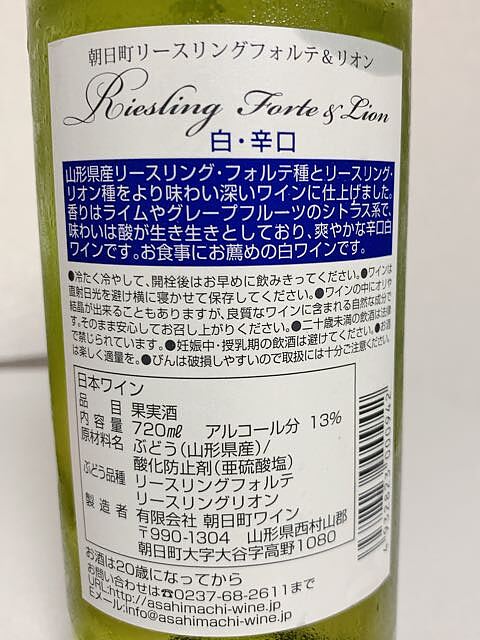 朝日町リースリングフォルテ＆リオン
Riesling Forte & Lion
白・辛口
山形県産リースリング・フォルテ種とリースリング・
リオン種をより味わい深いワインに仕上げました。
香りはライムやグレープフルーツのシトラス系で、
味わいは酸が生き生きとしており、爽やかな辛口白
ワインです。お食事にお薦めの白ワインです。
●冷たく冷やして、開栓後はお早めに飲みきってください。●ワインは
直射日光を避け横に寝かせて保存してください。●ワインの中にオリや
結晶が出来ることもありますが、良質なワインに含まれる自然な成分で
す。そのまま安心してお召し上がりください。●二十歳未満の飲酒は法律
で禁じられています。●妊娠中・授乳期の飲酒は避けてください。●お酒
は楽しく適量を。●びんは破損しやすいので取扱には十分ご注意ください。
日本ワイン
品目 果実酒
内容量 720㎖ アルコール分 13%
原材料名 ぶどう(山形県産)/
酸化防止剤(亜硫酸塩)
ぶどう品種 リースリングフォルテ
リースリングリオン
製造者 有限会社 朝日町ワイン
〒990-1304 山形県西村山郡
朝日町大字大谷字高野1080
4932823000942
お酒は20歳になってから
お問い合わせは☎0237-68-2611まで
URL:http://asahimachi-wine.jp
Eメール:info@asahimachi-wine.jp